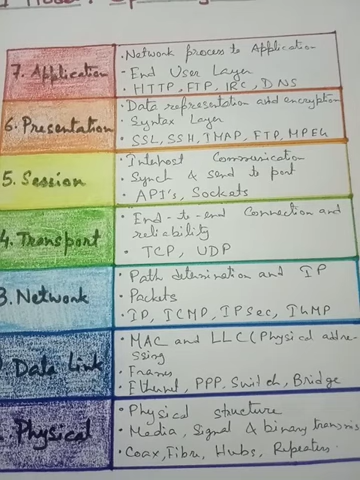 Model :
7. Application
• Network process to Application
• End User Layer
• HTTP, FTP, IRC, DNS
6. Presentation
• Data representation and encryption
• Syntax Layer
• SSL, SSH, IMAP, FTP, MPEG
5. Session
• Interhost Communication
• Synch & send to port
• API's, Sockets
4. Transport
• End-to-end Connection and
reliability
• TCP, UDP
3. Network
• Path determination and IP
• Packets
• IP, ICMP, IPSec, IGMP
Data Link
• MAC and LLC (Physical addre-
ssing
• Frames
• Ethernet, PPP, Switch, Bridge
Physical
• Physical structure
• Media, Signal & binary transmis
• Coax, Fibre, Hubs, Repeaters.